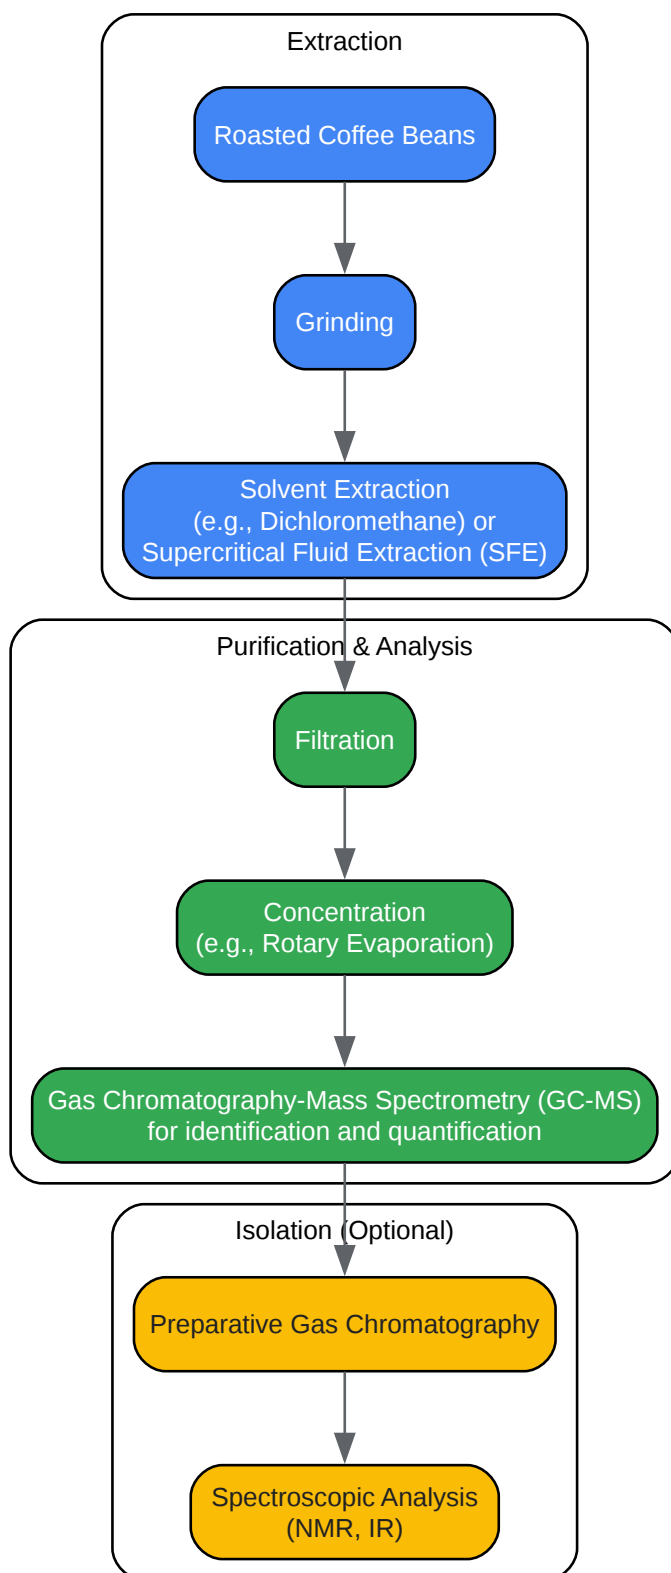 Extraction
Roasted Coffee Beans
Grinding
Solvent Extraction
(e.g., Dichloromethane) or
Supercritical Fluid Extraction (SFE)
Purification & Analysis
Filtration
Concentration
(e.g., Rotary Evaporation)
Gas Chromatography-Mass Spectrometry (GC-MS)
for identification and quantification
Isolation (Optional)
Preparative Gas Chromatography
Spectroscopic Analysis
(NMR, IR)